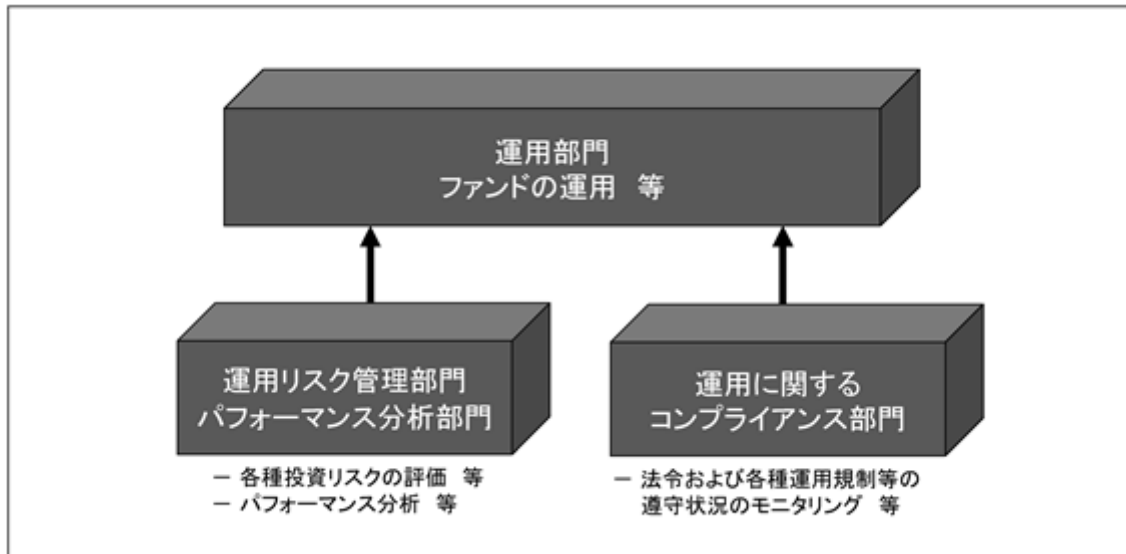 運用部門
ファンドの運用　等
運用リスク管理部門
パフォーマンス分析部門
運用に関する
コンプライアンス部門
－ 各種投資リスクの評価　等
－ パフォーマンス分析　等
－ 法令および各種運用規制等の
遵守状況のモニタリング　等